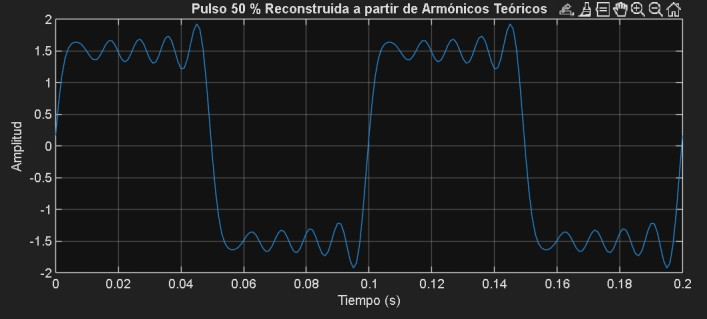 Pulso 50 % Reconstruida a partir de Armónicos Teóricos
2
1.5
1
0.5
0
-0.5
-1
-1.5
-2
Amplitud
0 0.02 0.04 0.06 0.08 0.1 0.12 0.14 0.16 0.18 0.2
Tiempo (s)